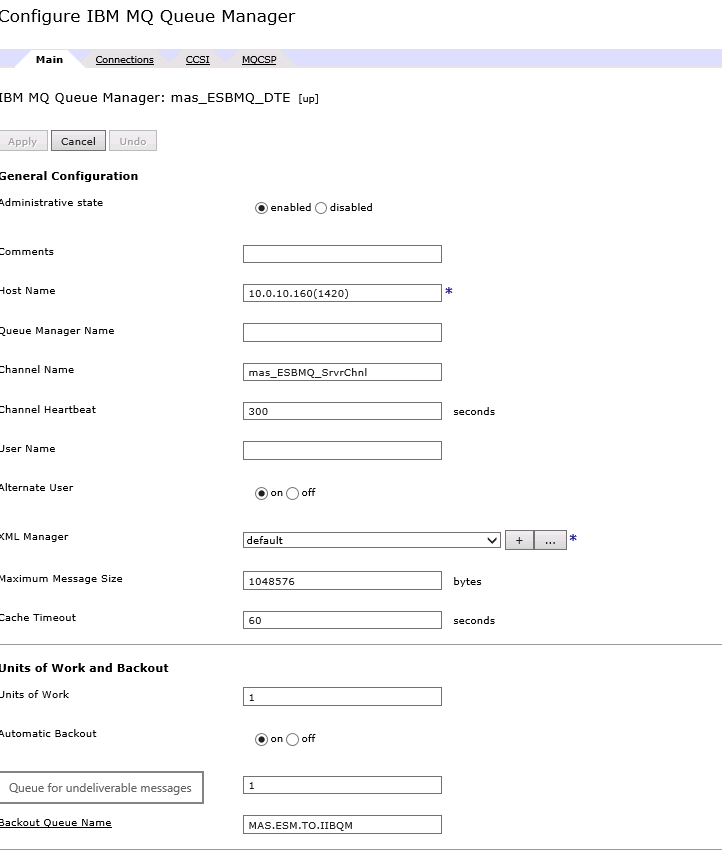 Configure IBM MQ Queue Manager
Main Connections CCSI MQCSP
IBM MQ Queue Manager: mas_ESBMQ_DTE [up]
Apply Cancel Undo
General Configuration
Administrative state enabled disabled
Comments
Host Name 10.0.10.160(1420) *
Queue Manager Name
Channel Name mas_ESBMQ_SrvrChnl
Channel Heartbeat 300 seconds
User Name
Alternate User on off
XML Manager default + ... *
Maximum Message Size 1048576 bytes
Cache Timeout 60 seconds
Units of Work and Backout
Units of Work 1
Automatic Backout on off
Queue for undeliverable messages 1
Backout Queue Name MAS.ESM.TO.IIBQM